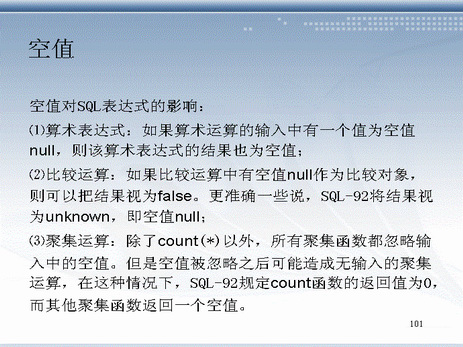 空值
空值对SQL表达式的影响：
⑴算术表达式：如果算术运算的输入中有一个值为空值
null，则该算术表达式的结果也为空值；
⑵比较运算：如果比较运算中有空值null作为比较对象，
则可以把结果视为false。更准确一些说，SQL-92将结果视
为unknown，即空值null；
⑶聚集运算：除了count(*)以外，所有聚集函数都忽略输
入中的空值。但是空值被忽略之后可能造成无输入的聚集
运算，在这种情况下，SQL-92规定count函数的返回值为0，
而其他聚集函数返回一个空值。
101